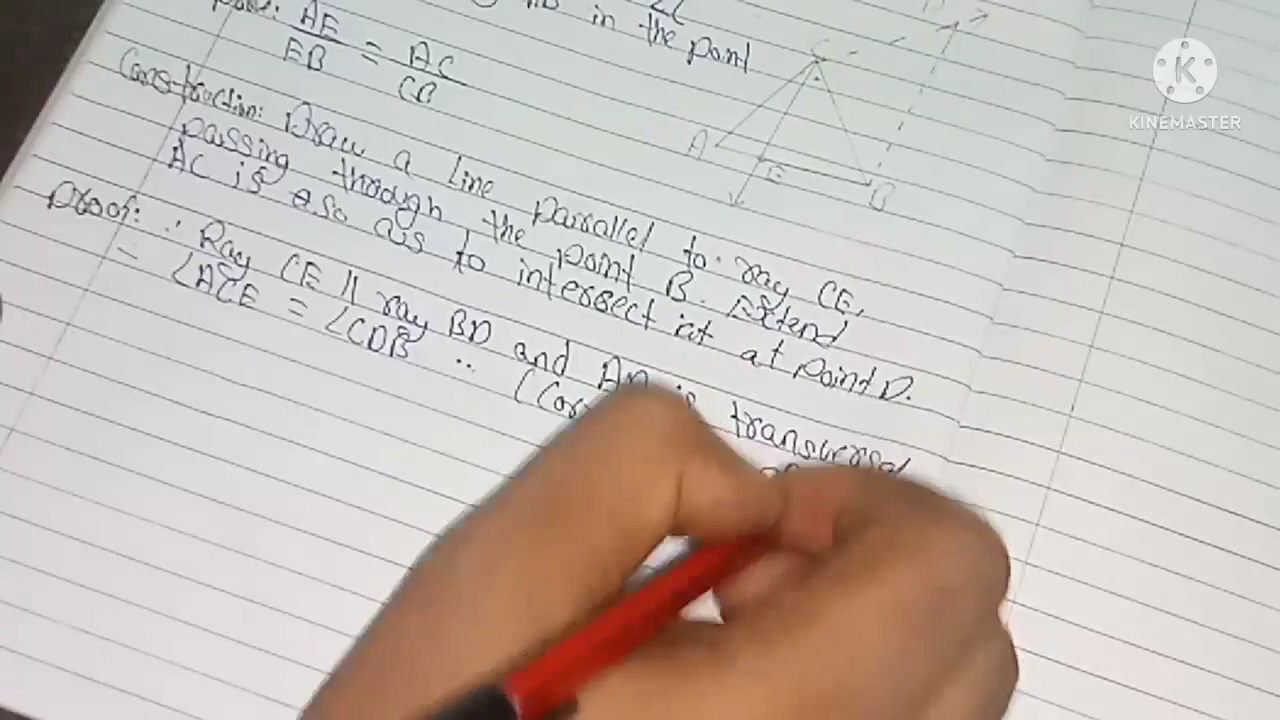 in the point
AE = AC
EB CB
Construction: Draw a line parallel to ray CE,
passing through the point B. Extend
AC is aso as to intersect iat at point D.
Proof: ∴ Ray CE || ray BD and AD is transversal
= ∠ACE = ∠CDB ∴ (Cor
C
A
E
B
D
K
KINEMASTER